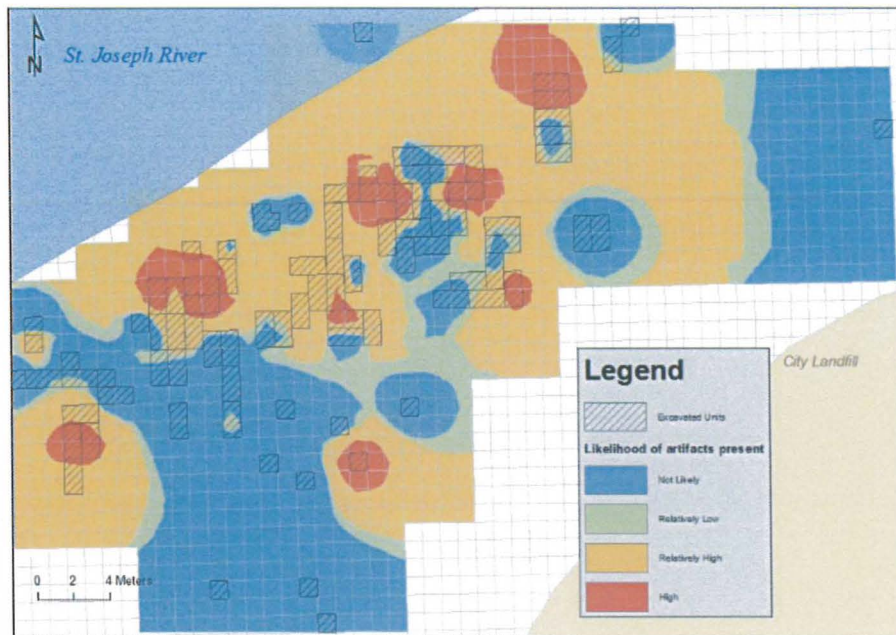 N
St. Joseph River
City Landfill
Legend
Excavated Units
Likelihood of artifacts present
Not Likely
Relatively Low
Relatively High
High
0 2 4 Meters